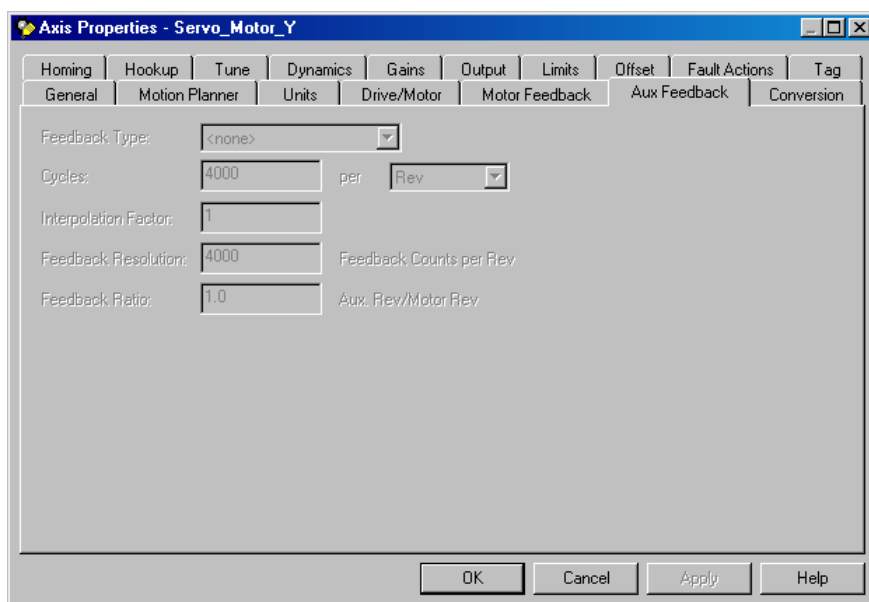 Axis Properties - Servo_Motor_Y
Homing Hookup Tune Dynamics Gains Output Limits Offset Fault Actions Tag
General Motion Planner Units Drive/Motor Motor Feedback Aux Feedback Conversion
Feedback Type: <none>
Cycles: 4000 per Rev
Interpolation Factor: 1
Feedback Resolution: 4000 Feedback Counts per Rev
Feedback Ratio: 1.0 Aux. Rev/Motor Rev
OK Cancel Apply Help